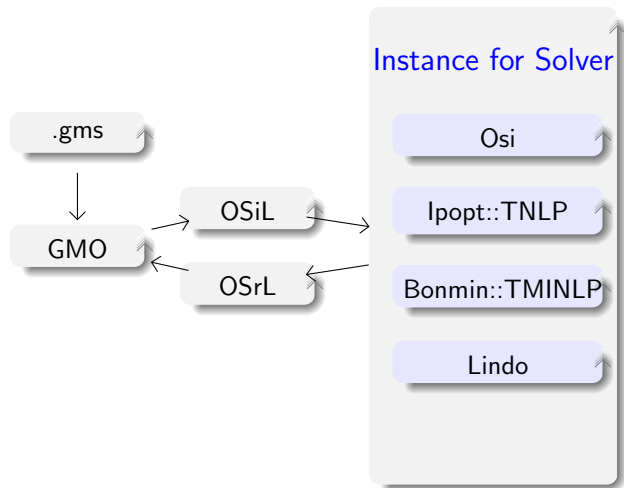 Instance for Solver
.gms
Osi
OSiL
Ipopt::TNLP
GMO
OSrL
Bonmin::TMINLP
Lindo